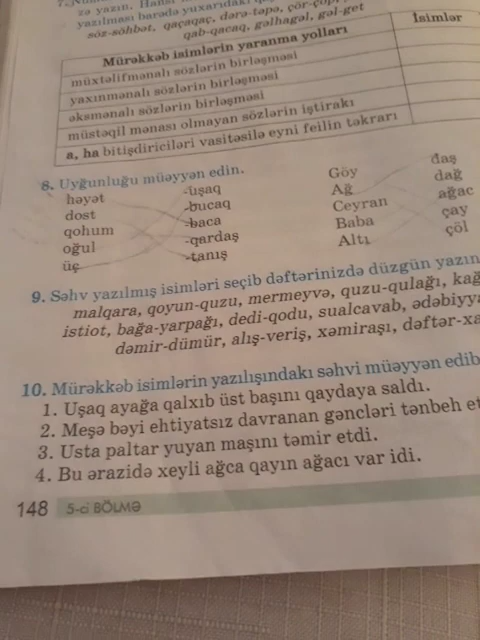 zə yazın. Hansı
yazılması barədə yuxarıdakı
söz-söhbət, qaçaqaç, dərə-təpə, çör-çöp,
qab-qacaq, gəlhagəl, gəl-get
Mürəkkəb isimlərin yaranma yolları İsimlər
müxtəlifmənalı sözlərin birləşməsi
yaxınmənalı sözlərin birləşməsi
əksmənalı sözlərin birləşməsi
müstəqil mənası olmayan sözlərin iştirakı
a, ha bitişdiriciləri vasitəsilə eyni feilin təkrarı
8. Uyğunluğu müəyyən edin.
həyət -uşaq Göy daş
dost -bucaq Ağ dağ
qohum -baca Ceyran ağac
oğul -qardaş Baba çay
üç -tanış Altı çöl
9. Səhv yazılmış isimləri seçib dəftərinizdə düzgün yazın
malqara, qoyun-quzu, mermeyvə, quzu-qulağı, kağ
istiot, bağa-yarpağı, dedi-qodu, sualcavab, ədəbiyya
dəmir-dümür, alış-veriş, xəmiraşı, dəftər-xa
10. Mürəkkəb isimlərin yazılışındakı səhvi müəyyən edib
1. Uşaq ayağa qalxıb üst başını qaydaya saldı.
2. Meşə bəyi ehtiyatsız davranan gəncləri tənbeh et
3. Usta paltar yuyan maşını təmir etdi.
4. Bu ərazidə xeyli ağca qayın ağacı var idi.
148 5-ci BÖLMƏ